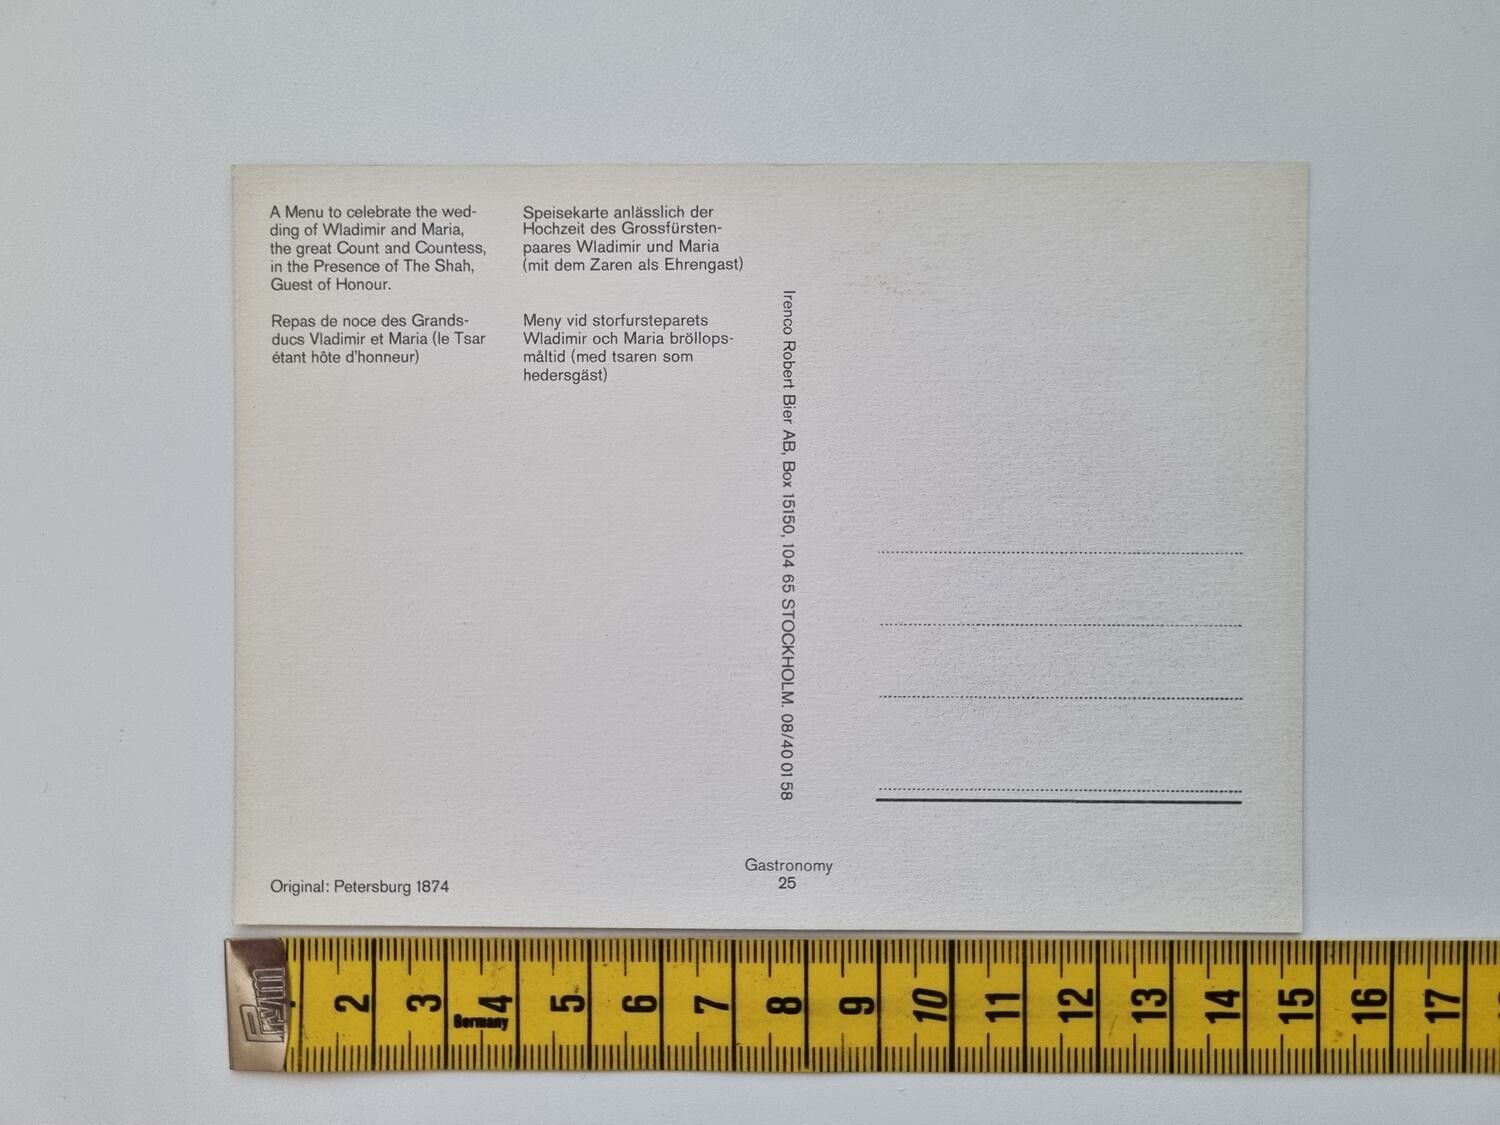 A Menu to celebrate the wed-
ding of Wladimir and Maria,
the great Count and Countess,
in the Presence of The Shah,
Guest of Honour.
Repas de noce des Grands-
ducs Vladimir et Maria (le Tsar
étant hôte d'honneur)
Speisekarte anlässlich der
Hochzeit des Grossfürsten-
paares Wladimir und Maria
(mit dem Zaren als Ehrengast)
Meny vid storfursteparets
Wladimir och Maria bröllops-
måltid (med tsaren som
hedersgäst)
Irenco Robert Bier AB, Box 15150, 104 65 STOCKHOLM. 08/40 01 58
Original: Petersburg 1874
Gastronomy
25
Prym
2 3 4 5 6 7 8 9 10 11 12 13 14 15 16 17
Germany